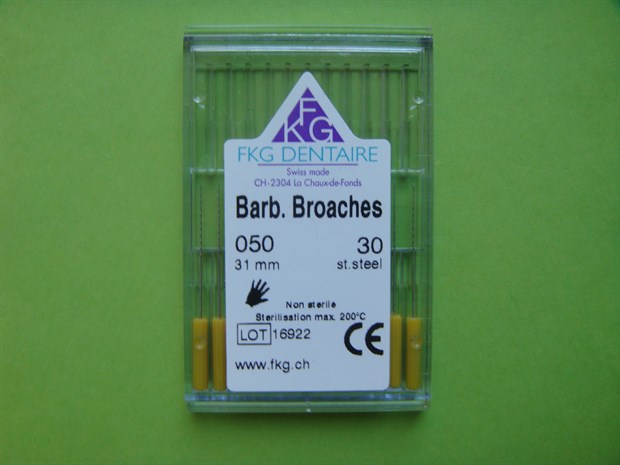 FKG
FKG DENTAIRE
Swiss made
CH-2304 La Chaux-de-Fonds
Barb. Broaches
050 30
31 mm st.steel
Non sterile
Sterilisation max. 200°C
LOT 16922
CE
www.fkg.ch